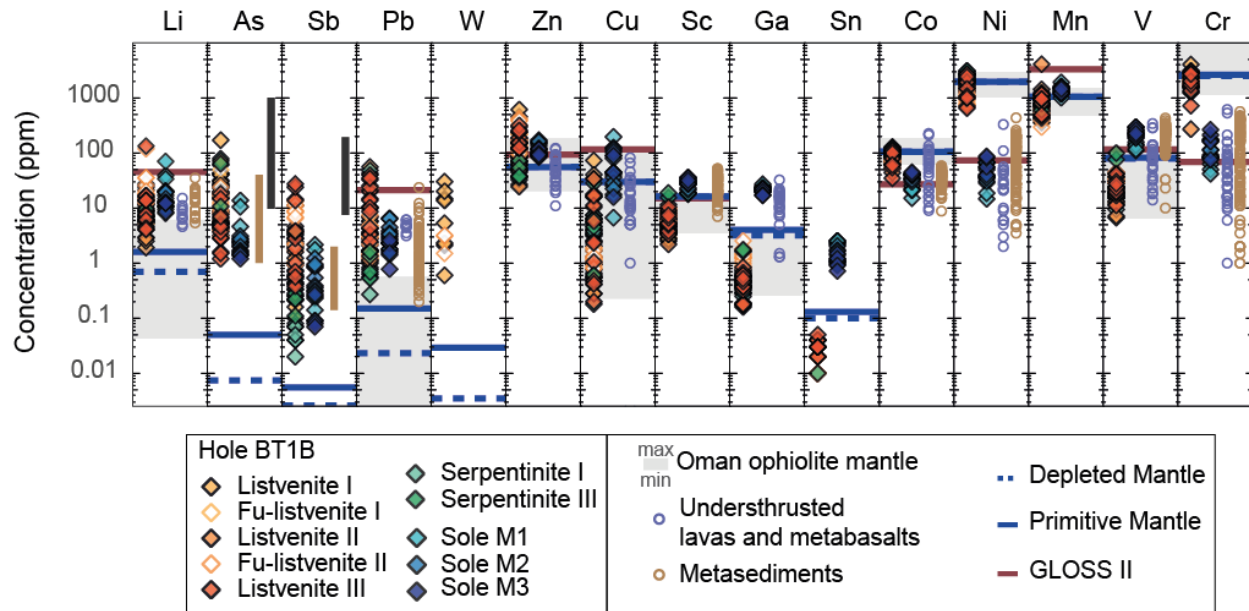 Li As Sb Pb W Zn Cu Sc Ga Sn Co Ni Mn V Cr
Concentration (ppm)
1000
100
10
1
0.1
0.01
Hole BT1B
Listvenite I
Fu-listvenite I
Listvenite II
Fu-listvenite II
Listvenite III
Serpentinite I
Serpentinite III
Sole M1
Sole M2
Sole M3
max
min
Oman ophiolite mantle
Understhrusted
lavas and metabasalts
Metasediments
Depleted Mantle
Primitive Mantle
GLOSS II